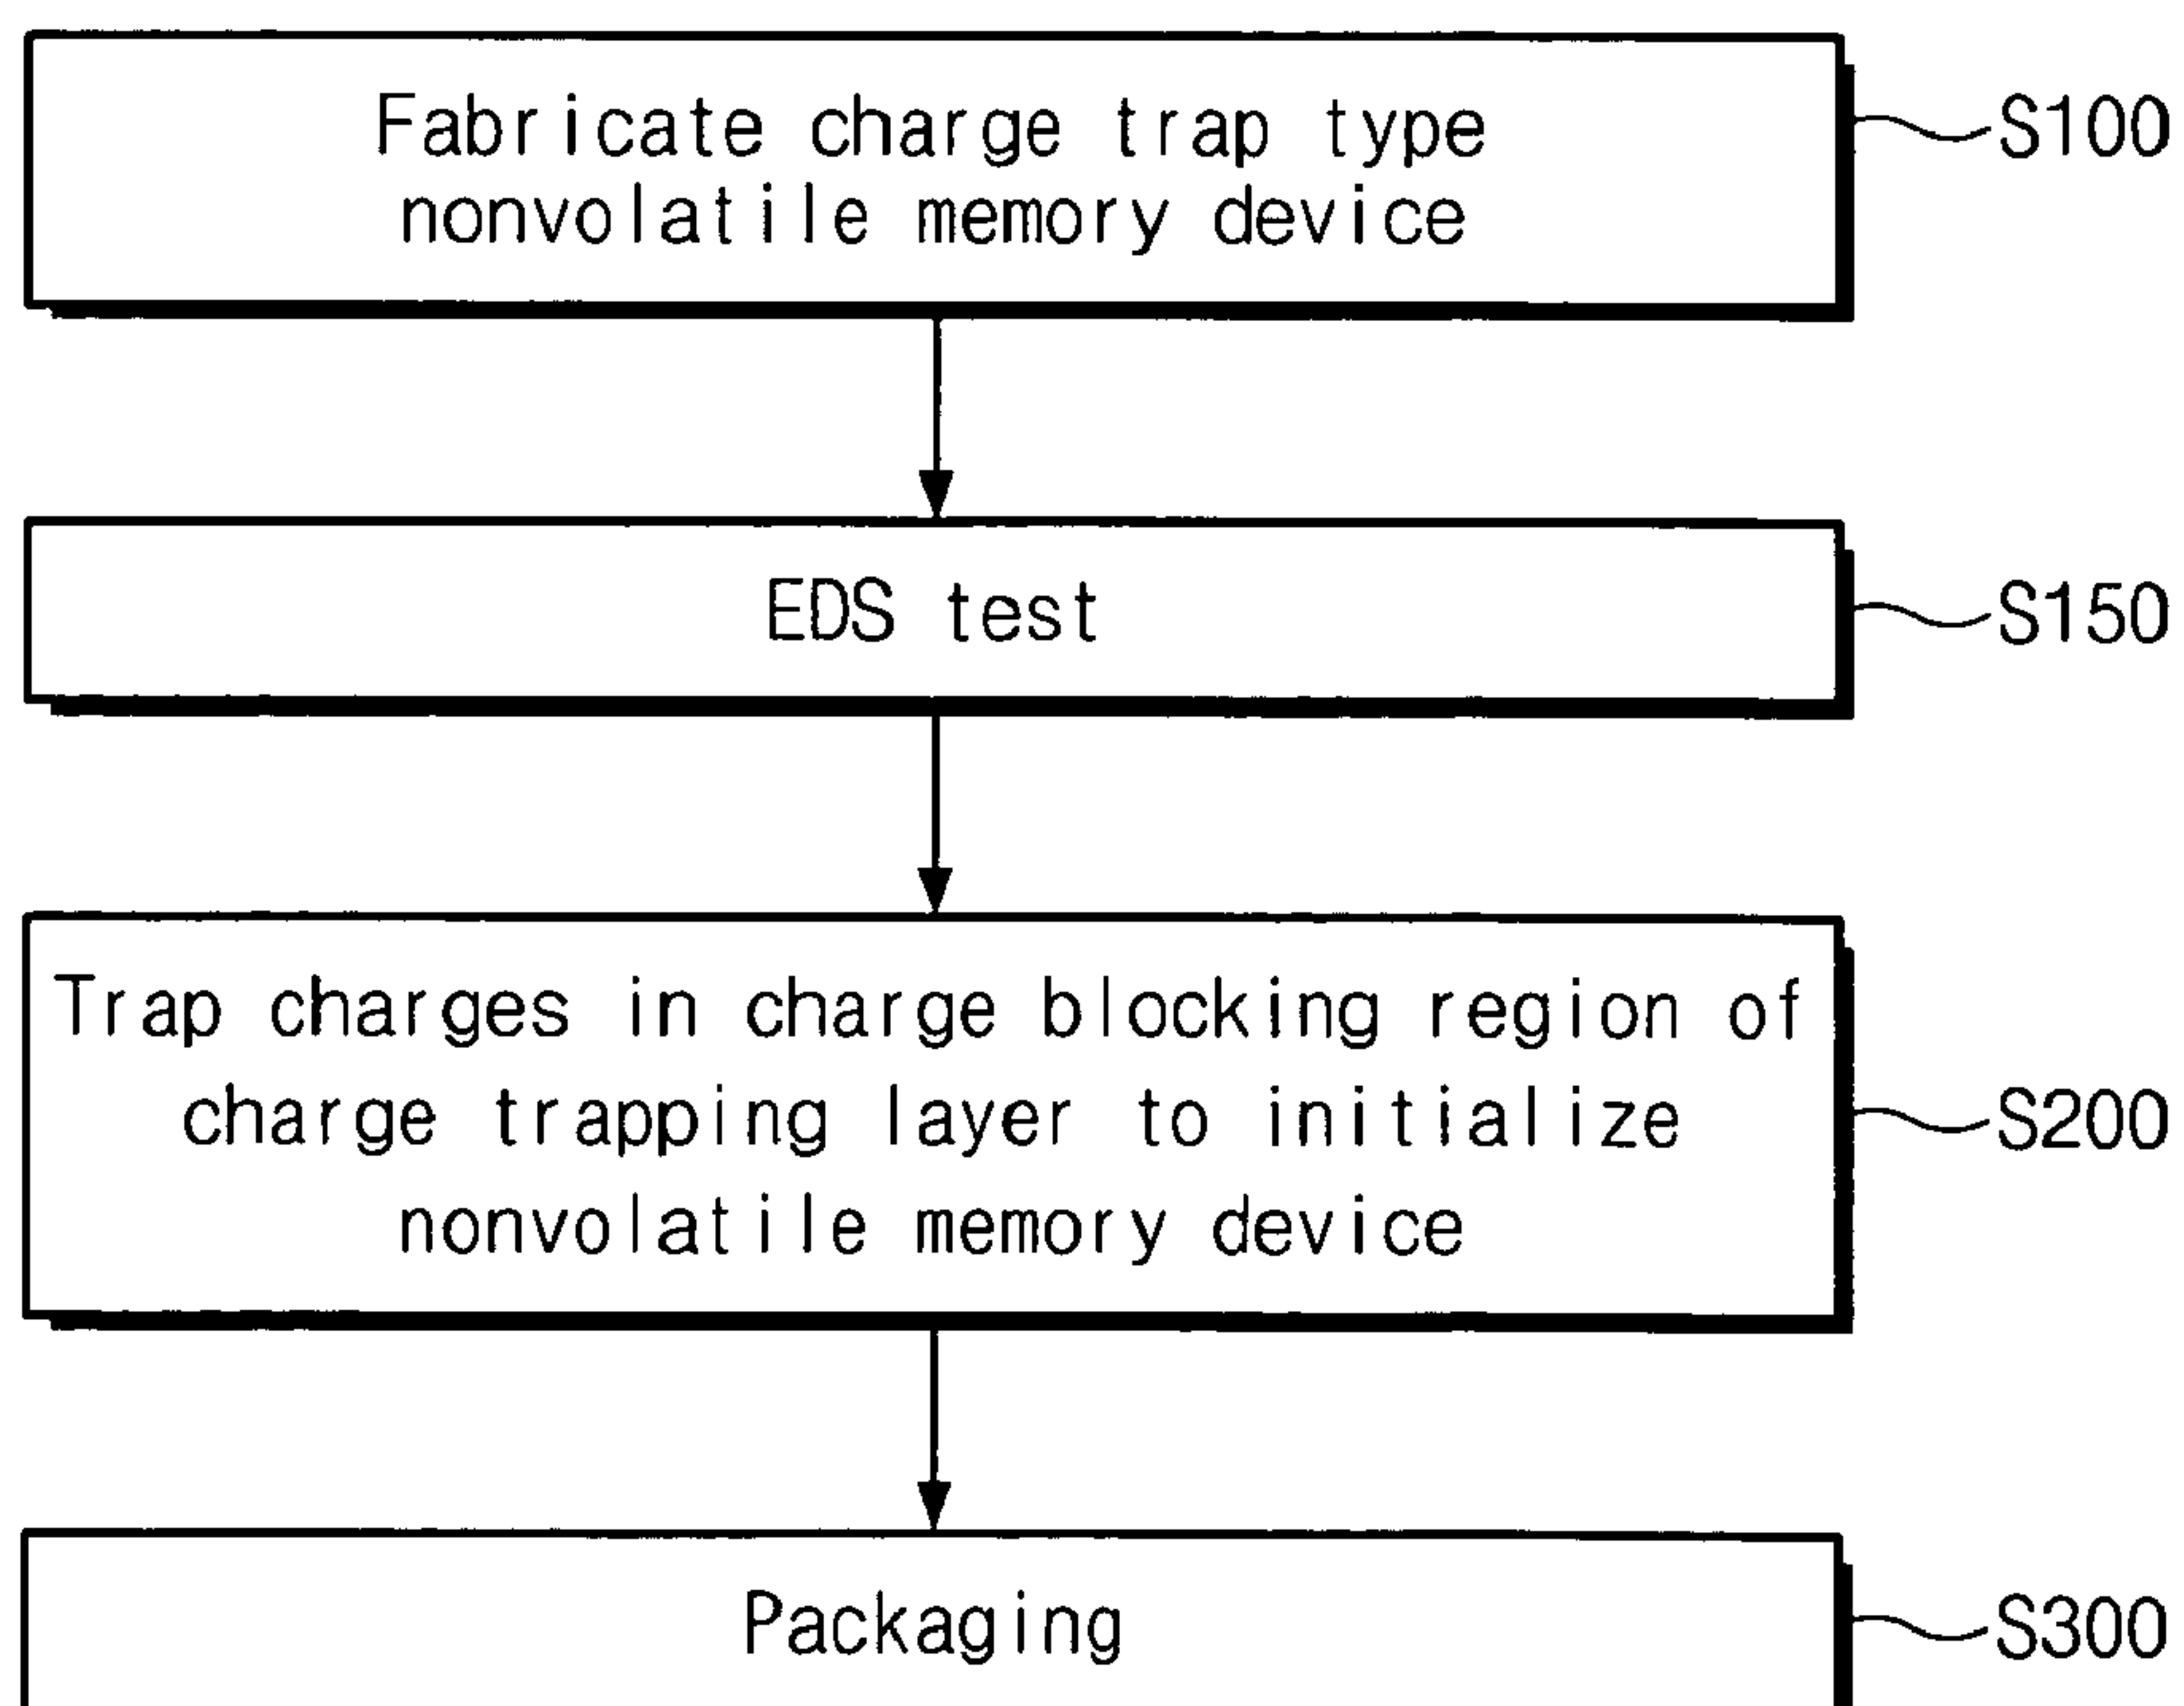 Fabricate charge trap type
nonvolatile memory device
S100
EDS test
S150
Trap charges in charge blocking region of
charge trapping layer to initialize
nonvolatile memory device
S200
Packaging
S300